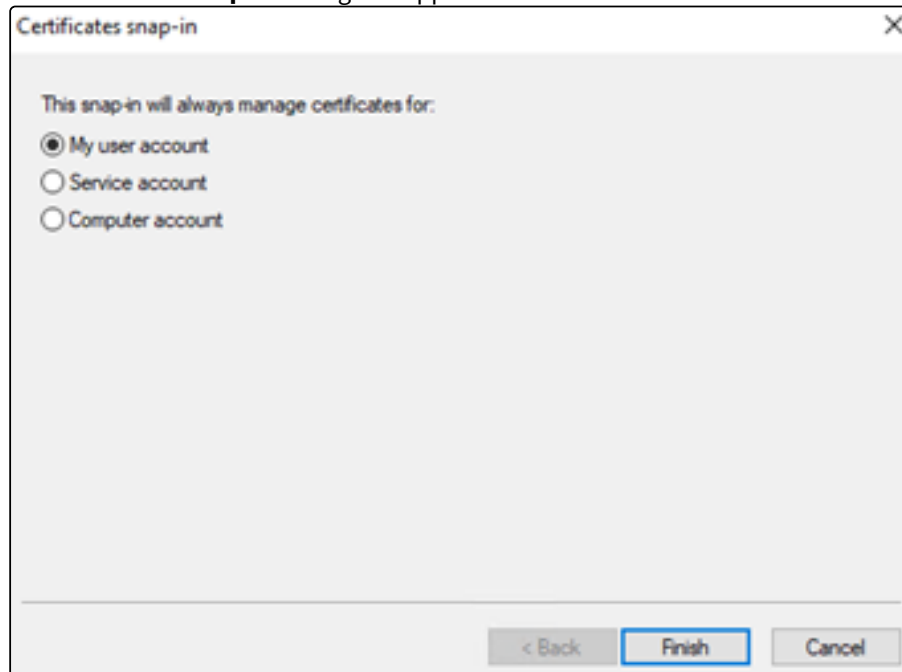 Certificates snap-in
This snap-in will always manage certificates for:
My user account
Service account
Computer account
< Back
Finish
Cancel